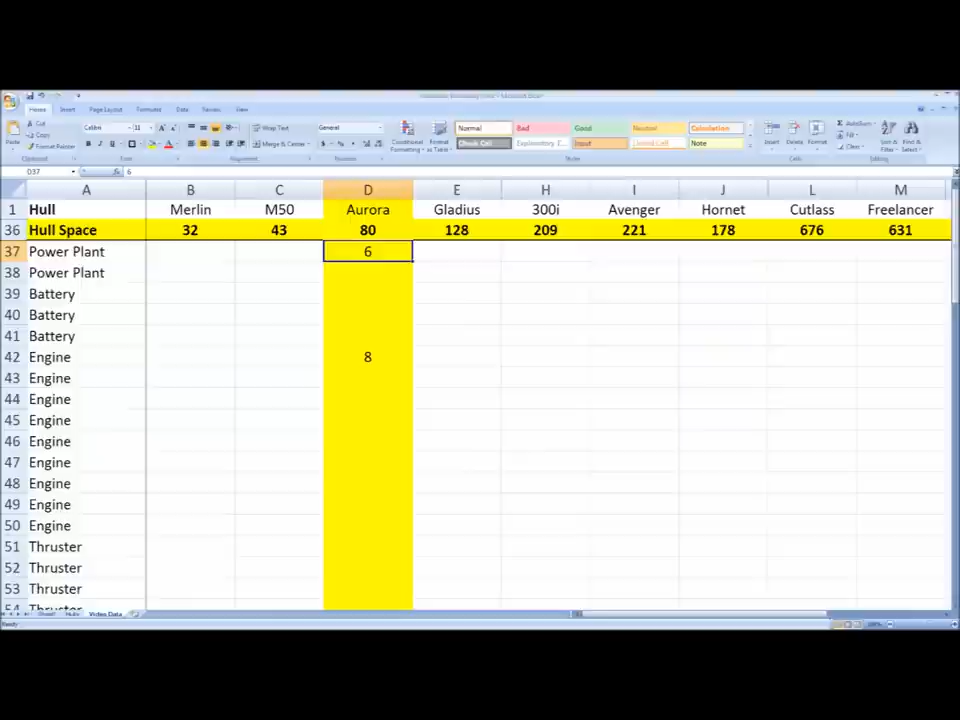 Home Insert Page Layout Formulas Data Review View
Cut
Copy
Format Painter
Paste
Calibri 11
Wrap Text
Merge & Center
General
Conditional Formatting
Format as Table
Normal Bad Good Neutral Calculation
Check Cell Explanatory ... Input Linked Cell Note
Insert Delete Format
AutoSum
Fill
Clear
Sort & Filter
Find & Select
Clipboard Font Alignment Styles Cells Editing
D37 6
A B C D E F G H I J K L M
1 Hull Merlin M50 Aurora Gladius 300i Avenger Hornet Cutlass Freelancer
36 Hull Space 32 43 80 128 209 221 178 676 631
37 Power Plant 6
38 Power Plant
39 Battery
40 Battery
41 Battery
42 Engine 8
43 Engine
44 Engine
45 Engine
46 Engine
47 Engine
48 Engine
49 Engine
50 Engine
51 Thruster
52 Thruster
53 Thruster
54 Thruster
Video Data
Ready